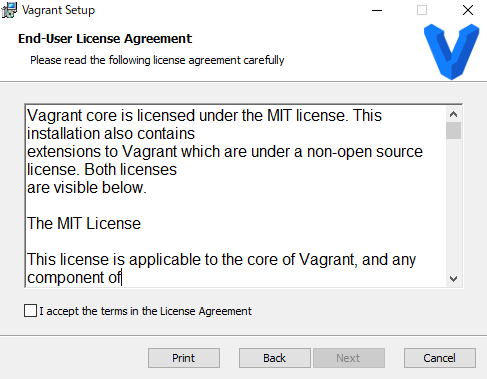 Vagrant Setup
End-User License Agreement
Please read the following license agreement carefully
Vagrant core is licensed under the MIT license. This
installation also contains
extensions to Vagrant which are under a non-open source
license. Both licenses
are visible below.
The MIT License
This license is applicable to the core of Vagrant, and any
component of
I accept the terms in the License Agreement
Print
Back
Next
Cancel